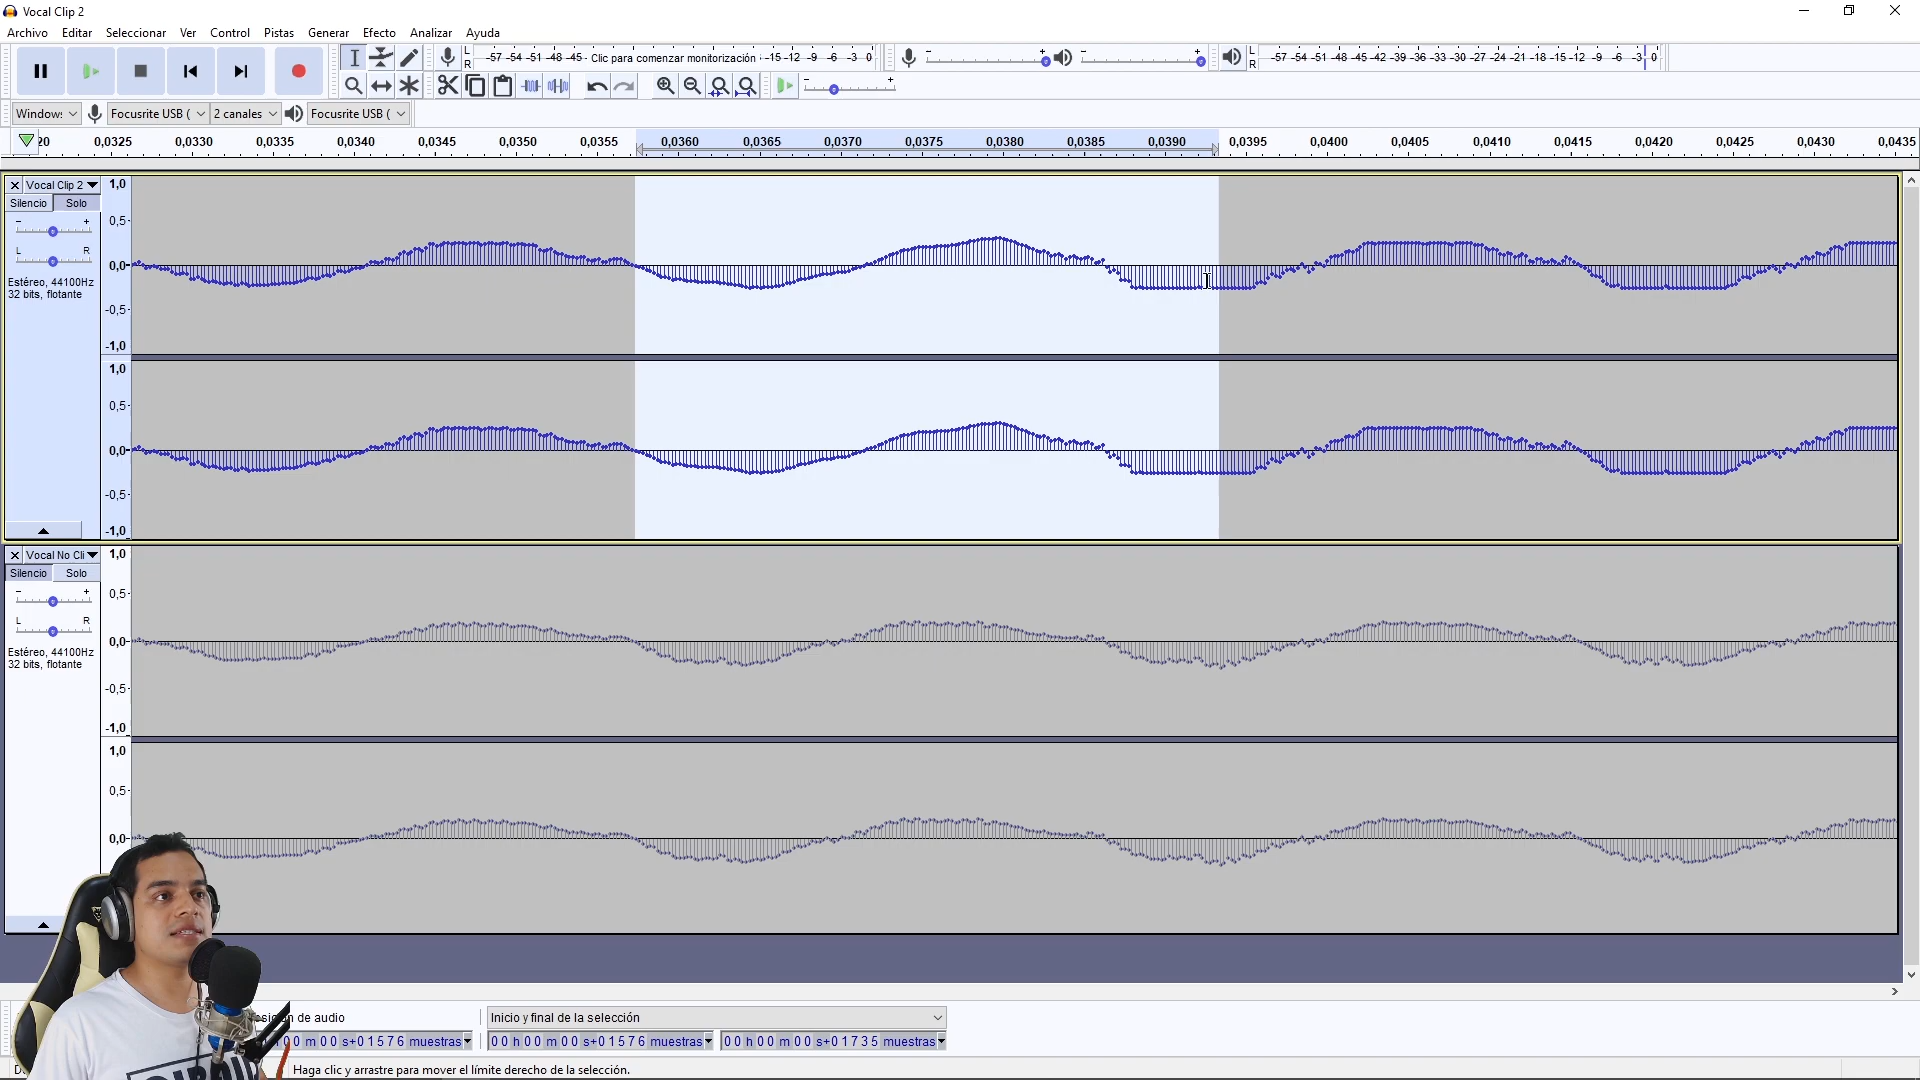 Vocal Clip 2
Archivo Editar Seleccionar Ver Control Pistas Generar Efecto Analizar Ayuda
L -57 -54 -51 -48 -45 - Clic para comenzar monitorización -15 -12 -9 -6 -3 0
R
- +
- +
L -57 -54 -51 -48 -45 -42 -39 -36 -33 -30 -27 -24 -21 -18 -15 -12 -9 -6 -3 0
R
- +
Focusrite USB ( 2 canales Focusrite USB (
20 0,0325 0,0330 0,0335 0,0340 0,0345 0,0350 0,0355 0,0360 0,0365 0,0370 0,0375 0,0380 0,0385 0,0390 0,0395 0,0400 0,0405 0,0410 0,0415 0,0420 0,0425 0,0430 0,0435
Vocal Clip 2 1,0
Silencio Solo
- + 0,5
L R 0,0
Estéreo, 44100Hz
32 bits, flotante
-0,5
-1,0
1,0
0,5
0,0
-0,5
-1,0
Vocal No Cli 1,0
Silencio Solo
- + 0,5
L R
0,0
Estéreo, 44100Hz
32 bits, flotante
-0,5
-1,0
1,0
0,5
0,0
de audio Inicio y final de la selección
00 m 00 s+01576 muestras 00 h 00 m 00 s+01576 muestras 00 h 00 m 00 s+01735 muestras
Haga clic y arrastre para mover el límite derecho de la selección.